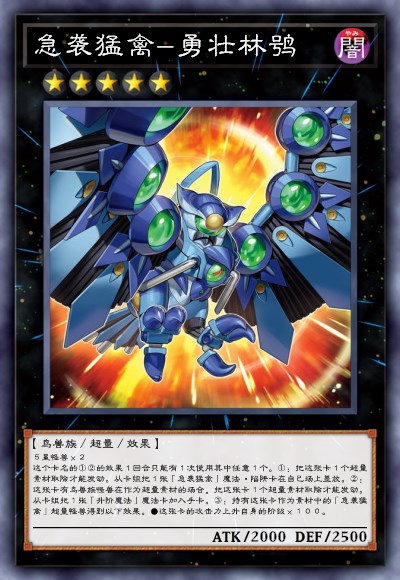 急袭猛禽-勇壮林鸮
闇
やみ
【鸟兽族/超量/效果】
5星怪兽×2
这个卡名的①②的效果1回合只能有1次使用其中任意1个。①:把这张卡1个超量
素材取除才能发动。从卡组把1张「急袭猛禽」魔法·陷阱卡在自己场上盖放。②:
这张卡有鸟兽族怪兽在作为超量素材的场合,把这张卡1个超量素材取除才能发动。
从卡组把1张「升阶魔法」魔法卡加入手卡。③:持有这张卡作为素材中的「急袭猛
禽」超量怪兽得到以下效果。●这张卡的攻击力上升自身的阶级×100。
ATK/2000 DEF/2500